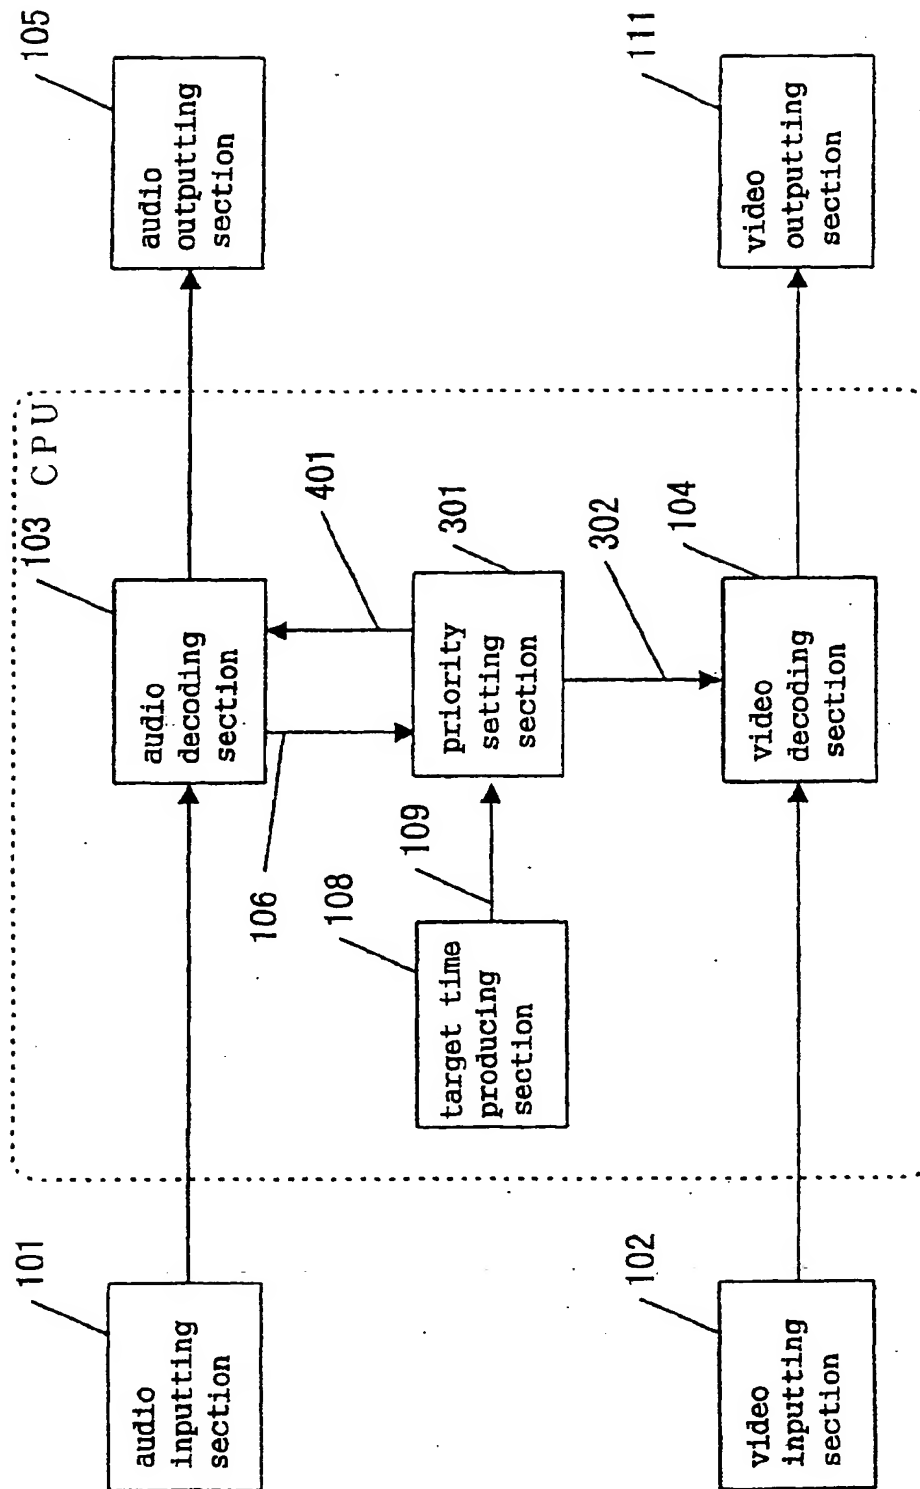 101
audio
inputting
section
103
CPU
audio
decoding
section
105
audio
outputting
section
106
401
108
target time
producing
section
109
301
priority
setting
section
302
102
video
inputting
section
104
video
decoding
section
111
video
outputting
section